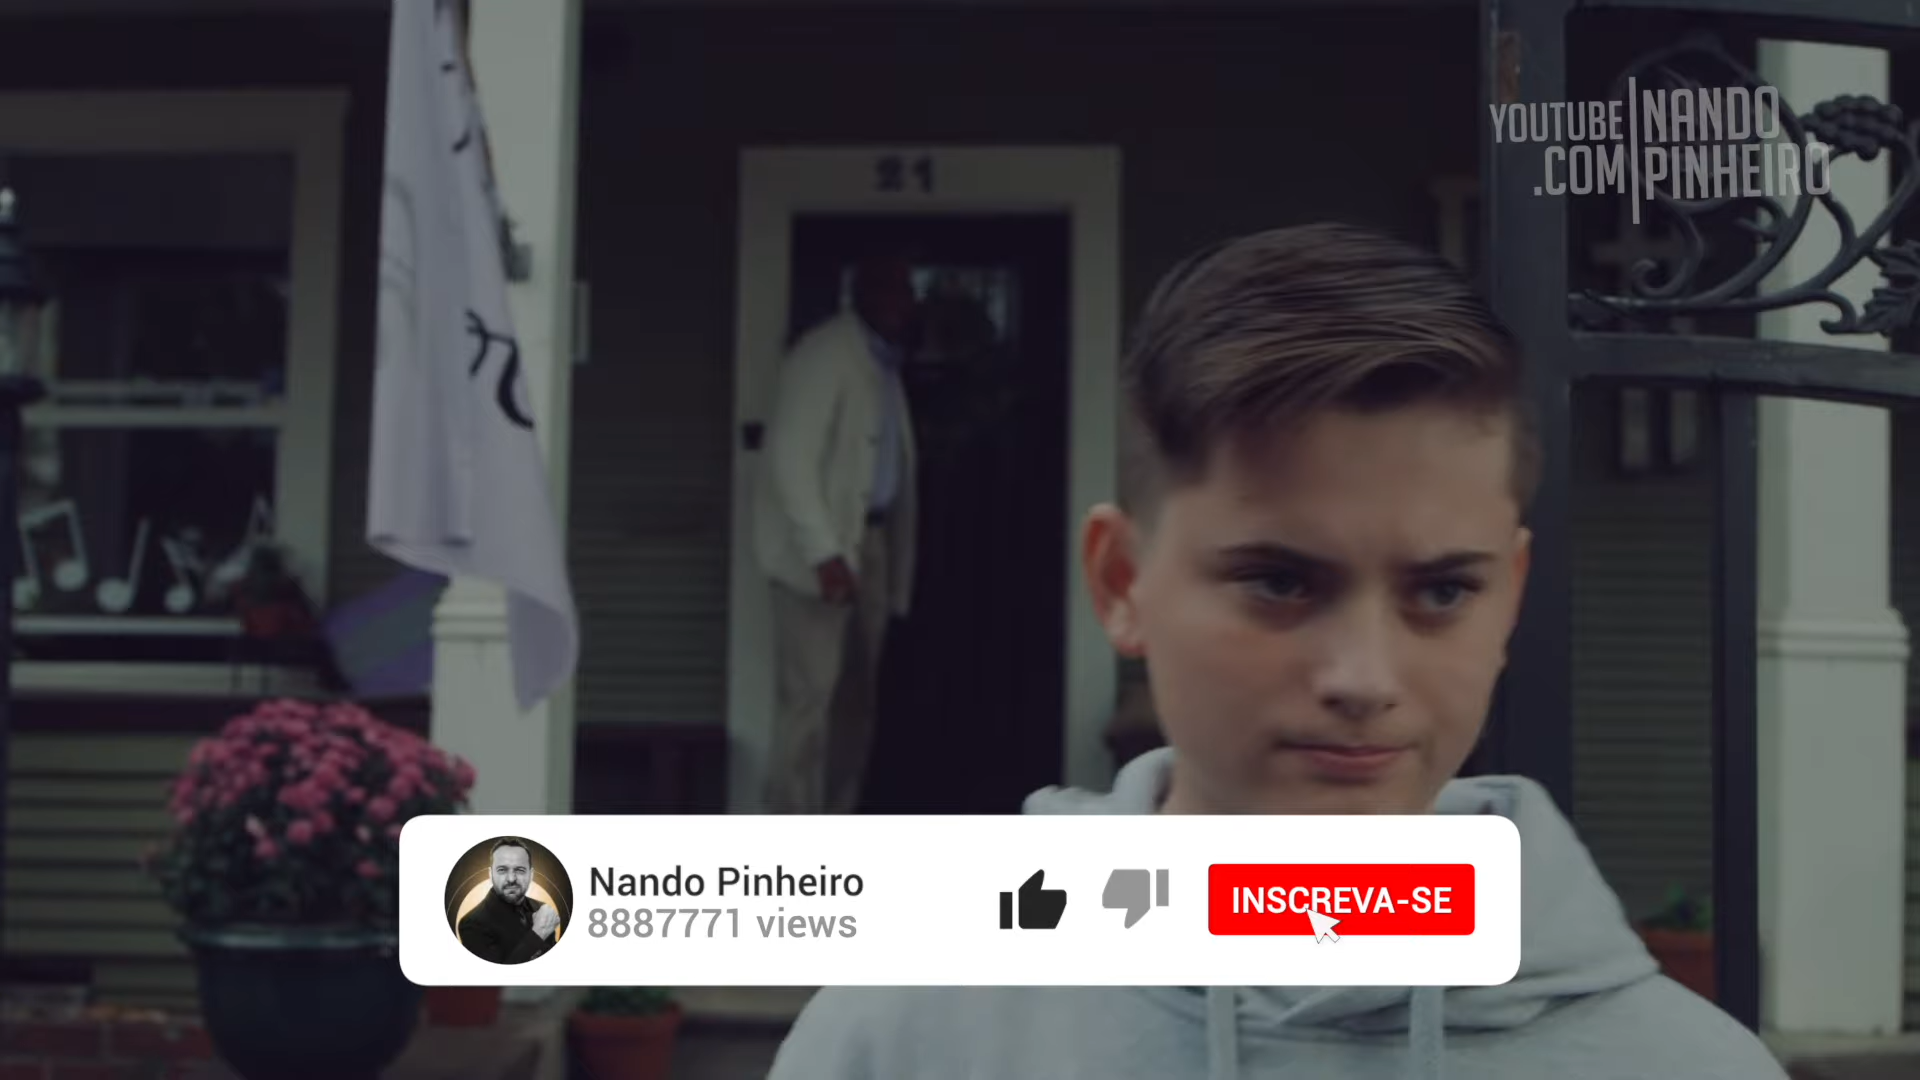 21
YOUTUBE
.COM
NANDO
PINHEIRO
Nando Pinheiro
8887771 views
INSCREVA-SE